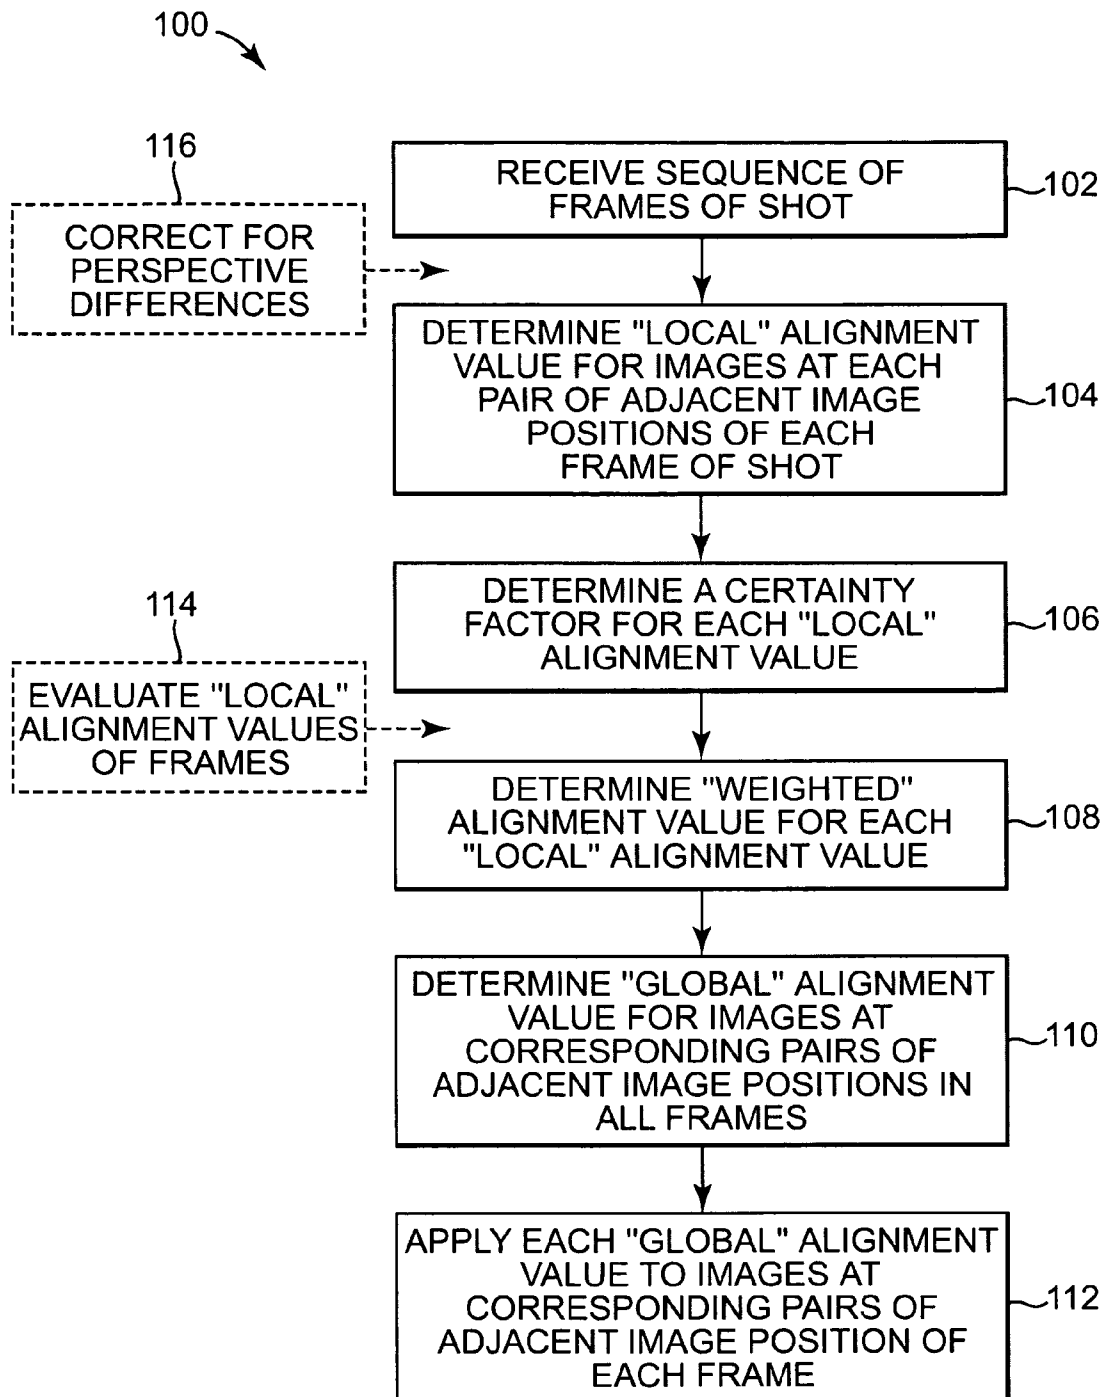 100
116
CORRECT FOR
PERSPECTIVE
DIFFERENCES
RECEIVE SEQUENCE OF
FRAMES OF SHOT
102
DETERMINE "LOCAL" ALIGNMENT
VALUE FOR IMAGES AT EACH
PAIR OF ADJACENT IMAGE
POSITIONS OF EACH
FRAME OF SHOT
104
DETERMINE A CERTAINTY
FACTOR FOR EACH "LOCAL"
ALIGNMENT VALUE
106
114
EVALUATE "LOCAL"
ALIGNMENT VALUES
OF FRAMES
DETERMINE "WEIGHTED"
ALIGNMENT VALUE FOR EACH
"LOCAL" ALIGNMENT VALUE
108
DETERMINE "GLOBAL" ALIGNMENT
VALUE FOR IMAGES AT
CORRESPONDING PAIRS OF
ADJACENT IMAGE POSITIONS IN
ALL FRAMES
110
APPLY EACH "GLOBAL" ALIGNMENT
VALUE TO IMAGES AT
CORRESPONDING PAIRS OF
ADJACENT IMAGE POSITION OF
EACH FRAME
112